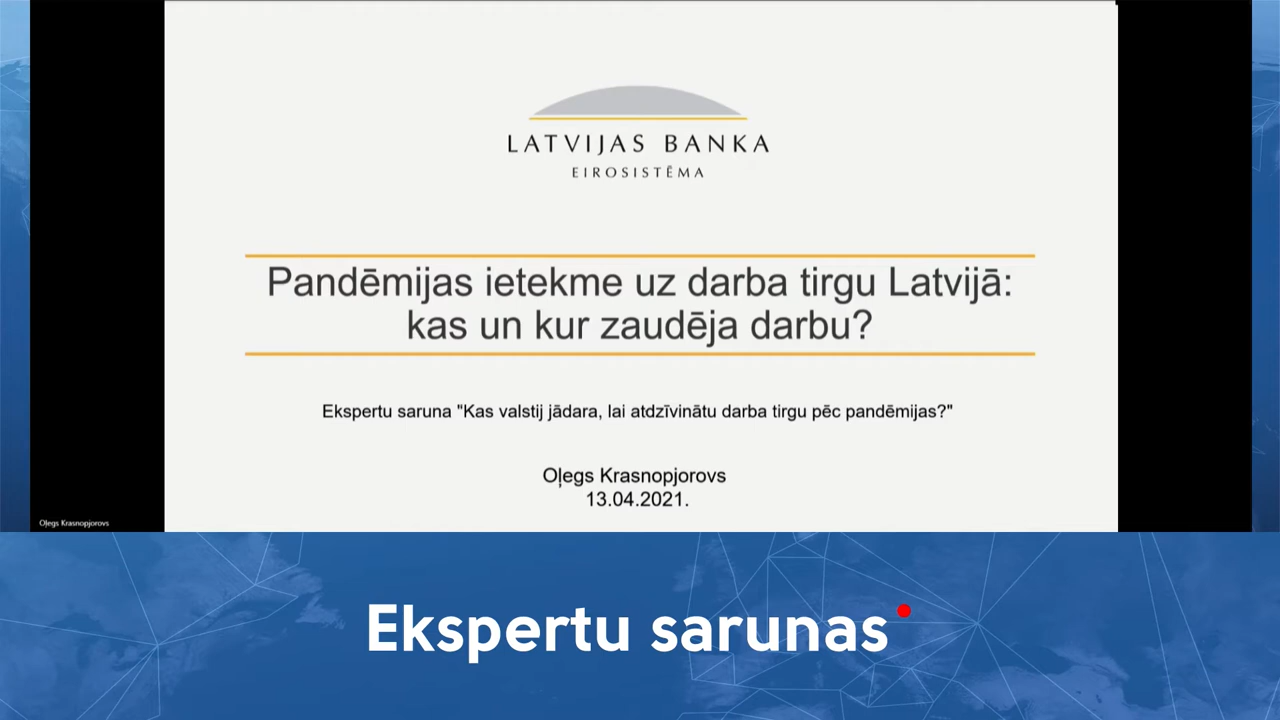 LATVIJAS BANKA
EIROSISTĒMA
Pandēmijas ietekme uz darba tirgu Latvijā:
kas un kur zaudēja darbu?
Ekspertu saruna "Kas valstij jādara, lai atdzīvinātu darba tirgu pēc pandēmijas?"
Oļegs Krasnopjorovs
13.04.2021.
Oļegs Krasnopjorovs
Ekspertu sarunas